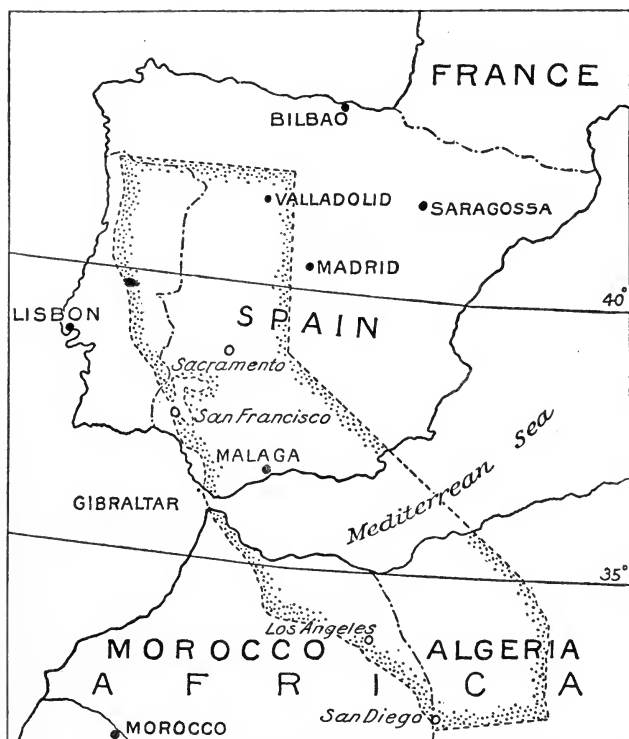 FRANCE
BILBAO
VALLADOLID
SARAGOSSA
MADRID
40°
LISBON
SPAIN
Sacramento
San Francisco
MALAGA
Mediterranean Sea
GIBRALTAR
35°
Los Angeles
MOROCCO
ALGERIA
AFRICA
San Diego
MOROCCO